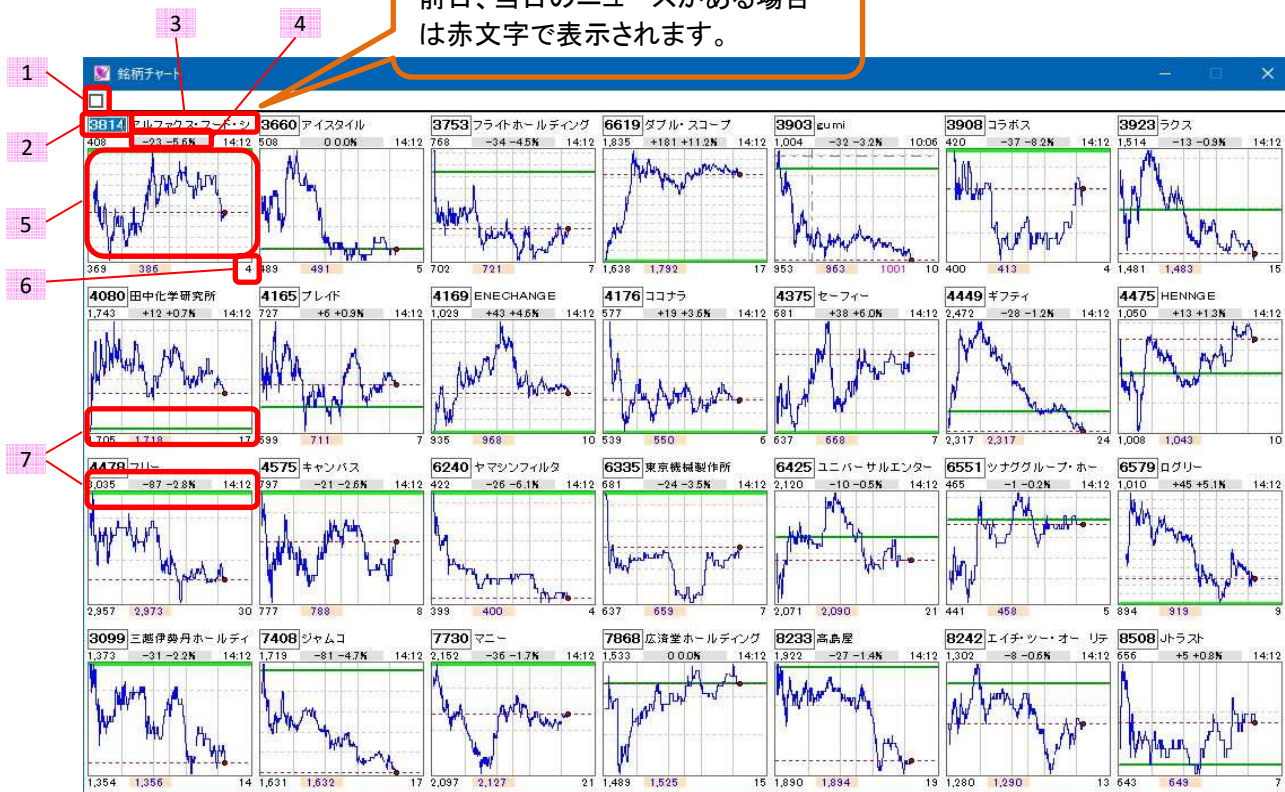 前日、当日のニュースがある場合
は赤文字で表示されます。
3 4
1
銘柄チャート
2
5
6
7
3814 アルファクス・フード・シ 3660 アイスタイル 3753 フライトホールディング 6619 ダブル・スコープ 3903 gumi 3908 コラボス 3923 ラクス
408 -23 -5.6% 14:12 508 0 0.0% 14:12 768 -34 -4.5% 14:12 1,835 +181 +11.2% 14:12 1,004 -32 -3.2% 10:06 420 -37 -8.2% 14:12 1,514 -13 -0.9% 14:12
369 386 4 489 491 5 702 721 7 1,638 1,792 17 953 963 1001 10 400 413 4 1,481 1,483 15
4080 田中化学研究所 4165 プレイド 4169 ENECHANGE 4176 ココナラ 4375 セーフィー 4449 ギフティ 4475 HENNGE
1,743 +12 +0.7% 14:12 727 +6 +0.9% 14:12 1,029 +43 +4.6% 14:12 577 +19 +3.6% 14:12 681 +38 +6.0% 14:12 2,472 -28 -1.2% 14:12 1,050 +13 +1.3% 14:12
1,705 1,718 17 699 711 7 935 968 10 539 550 6 637 668 7 2,317 2,317 24 1,008 1,043 10
4478 フリー 4575 キャンバス 6240 ヤマシンフィルタ 6335 東京機械製作所 6425 ユニバーサルエンター 6551 ツナググループ・ホー 6579 ログリー
3,035 -87 -2.8% 14:12 797 -21 -2.6% 14:12 422 -26 -6.1% 14:12 681 -24 -3.5% 14:12 2,120 -10 -0.5% 14:12 465 -1 -0.2% 14:12 1,010 +45 +5.1% 14:12
2,957 2,973 30 777 788 8 399 400 4 637 659 7 2,071 2,090 21 441 458 5 894 919 9
3099 三越伊勢丹ホールディ 7408 ジャムコ 7730 マニー 7868 広済堂ホールディング 8233 高島屋 8242 エイチ・ツー・オー リテ 8508 Jトラスト
1,373 -31 -2.2% 14:12 1,719 -81 -4.7% 14:12 2,152 -36 -1.7% 14:12 1,533 0 0.0% 14:12 1,922 -27 -1.4% 14:12 1,302 -8 -0.6% 14:12 656 +5 +0.8% 14:12
1,354 1,356 14 1,631 1,632 17 2,097 2,127 21 1,489 1,525 15 1,890 1,894 19 1,280 1,290 13 643 649 7